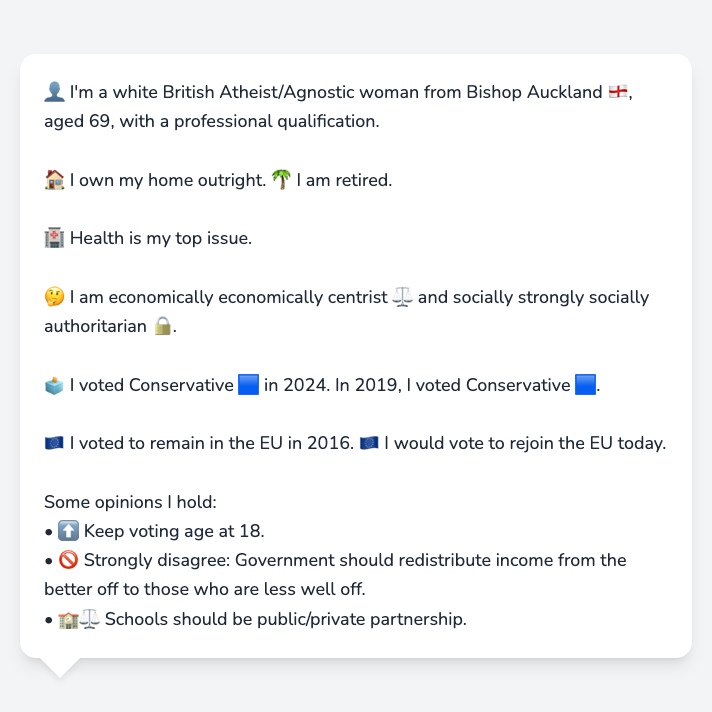 👤 I'm a white British Atheist/Agnostic woman from Bishop Auckland 🏴󠁧󠁢󠁥󠁮󠁧󠁿,
aged 69, with a professional qualification.
🏠 I own my home outright. 🌴 I am retired.
🏥 Health is my top issue.
🤔 I am economically economically centrist ⚖️ and socially strongly socially
authoritarian 🔒.
🗳️ I voted Conservative 🟦 in 2024. In 2019, I voted Conservative 🟦.
🇪🇺 I voted to remain in the EU in 2016. 🇪🇺 I would vote to rejoin the EU today.
Some opinions I hold:
• ⬆️ Keep voting age at 18.
• 🚫 Strongly disagree: Government should redistribute income from the
better off to those who are less well off.
• 🏫⚖️ Schools should be public/private partnership.